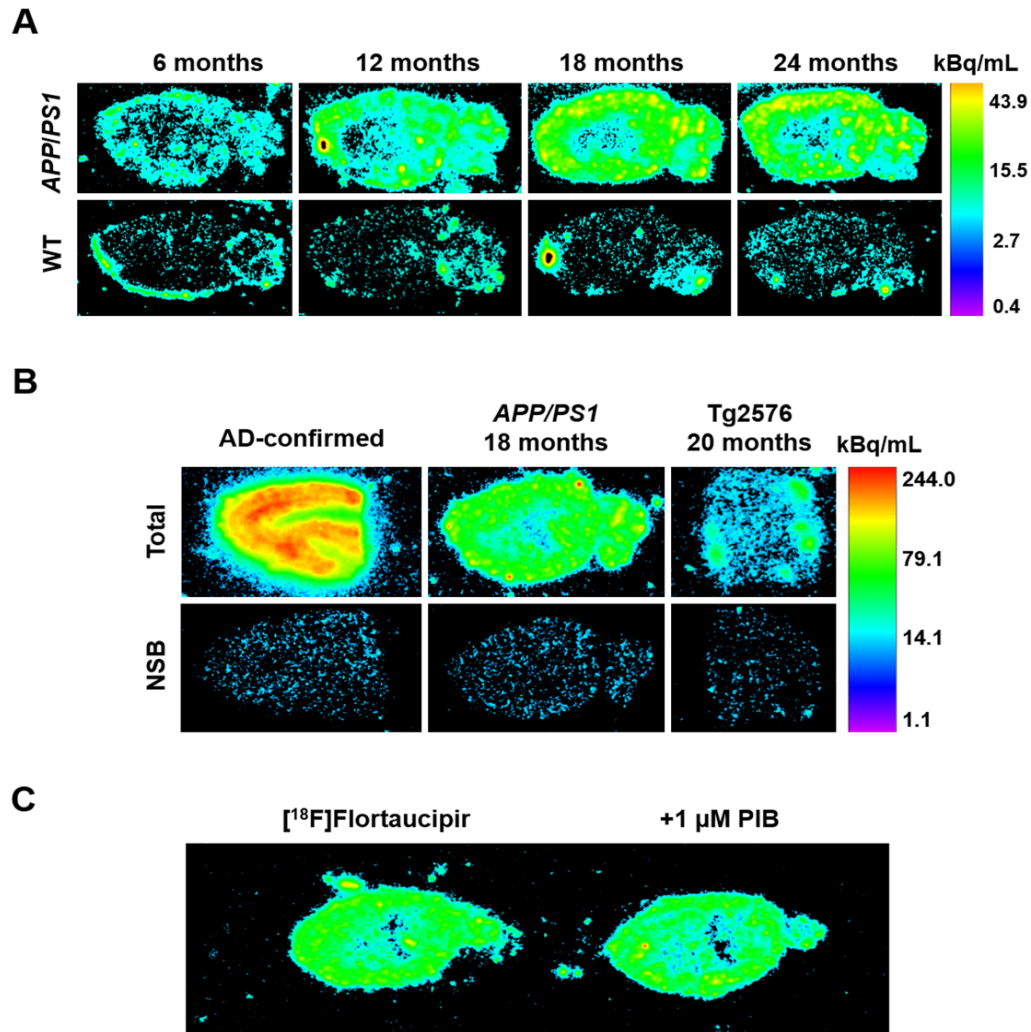 A
6 months 12 months 18 months 24 months kBq/mL
APP/PS1
WT
43.9
15.5
2.7
0.4
B
AD-confirmed
APP/PS1
18 months
Tg2576
20 months
kBq/mL
Total
NSB
244.0
79.1
14.1
1.1
C
[¹⁸F]Flortaucipir +1 µM PIB